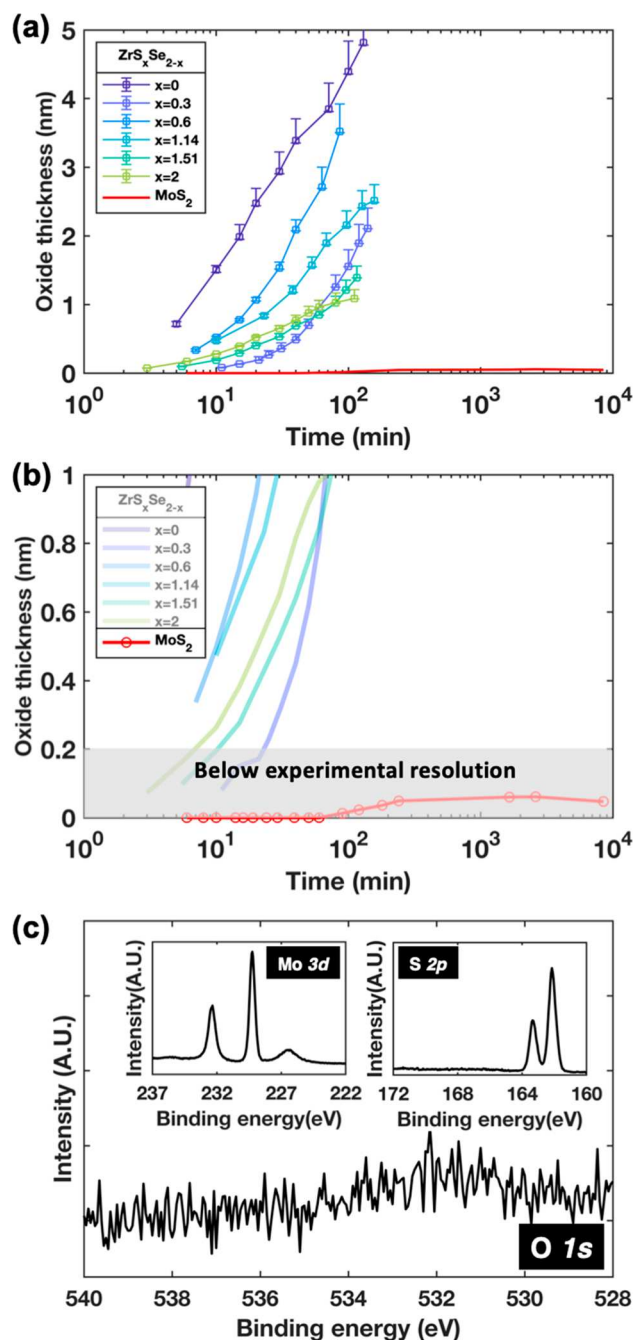 (a)
ZrSxSe2-x
x=0
x=0.3
x=0.6
x=1.14
x=1.51
x=2
MoS2
5
4
3
2
1
0
Oxide thickness (nm)
10^0 10^1 10^2 10^3 10^4
Time (min)
(b)
ZrSxSe2-x
x=0
x=0.3
x=0.6
x=1.14
x=1.51
x=2
MoS2
1
0.8
0.6
0.4
0.2
0
Oxide thickness (nm)
Below experimental resolution
10^0 10^1 10^2 10^3 10^4
Time (min)
(c)
Mo 3d
Intensity(A.U.)
237 232 227 222
Binding energy(eV)
S 2p
Intensity(A.U.)
172 168 164 160
Binding energy(eV)
Intensity (A.U.)
O 1s
540 538 536 534 532 530 528
Binding energy (eV)